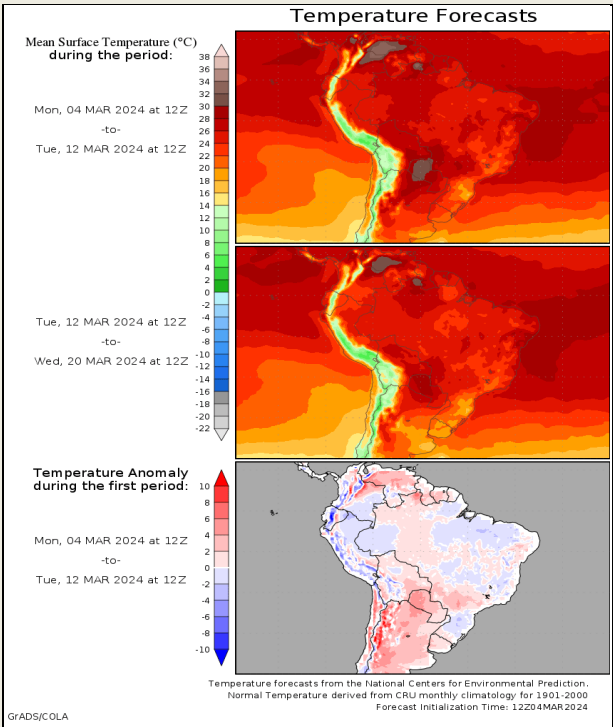 Temperature Forecasts
Mean Surface Temperature (°C)
during the period:
Mon, 04 MAR 2024 at 12Z
-to-
Tue, 12 MAR 2024 at 12Z
38
36
34
32
30
28
26
24
22
20
18
16
14
12
10
8
6
4
2
0
-2
-4
-6
-8
-10
-12
-14
-16
-18
-20
-22
Tue, 12 MAR 2024 at 12Z
-to-
Wed, 20 MAR 2024 at 12Z
Temperature Anomaly
during the first period:
Mon, 04 MAR 2024 at 12Z
-to-
Tue, 12 MAR 2024 at 12Z
10
8
6
4
2
0
-2
-4
-6
-8
-10
Temperature forecasts from the National Centers for Environmental Prediction.
Normal Temperature derived from CRU monthly climatology for 1901-2000
Forecast Initialization Time: 12Z04MAR2024
GrADS/COLA